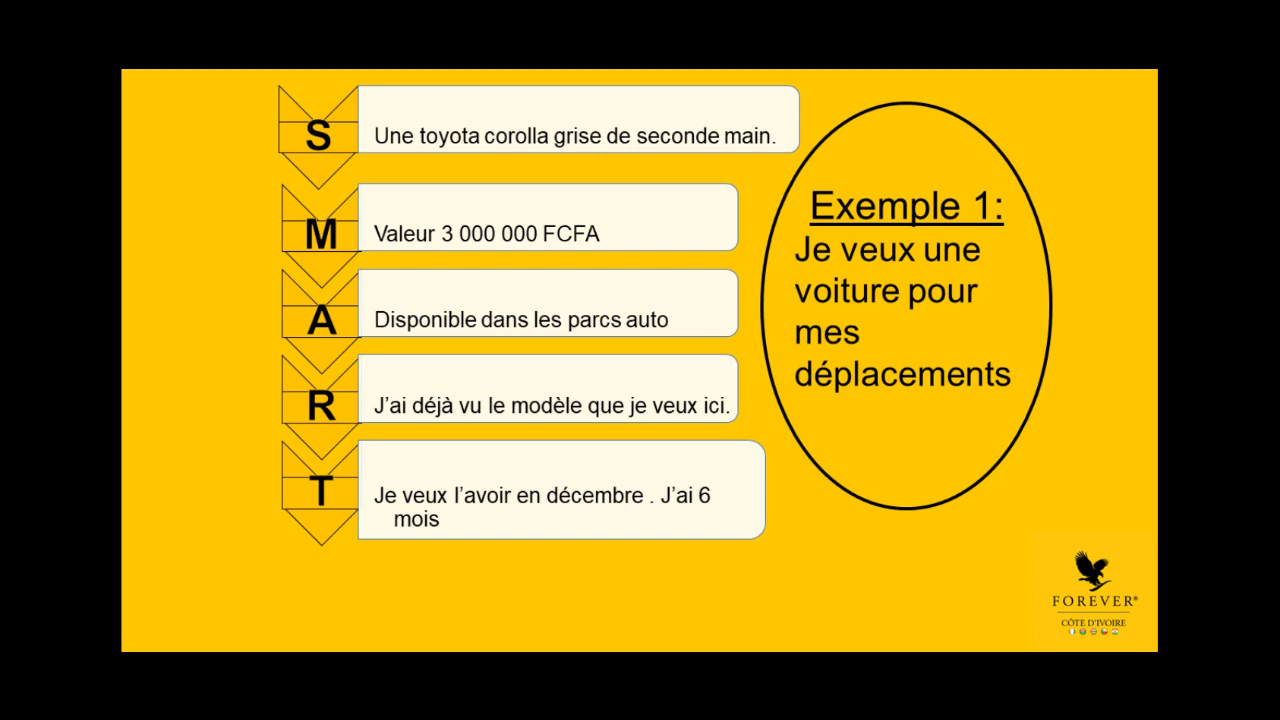 S
Une toyota corolla grise de seconde main.
M
Valeur 3 000 000 FCFA
A
Disponible dans les parcs auto
R
J’ai déjà vu le modèle que je veux ici.
T
Je veux l’avoir en décembre . J’ai 6
mois
Exemple 1:
Je veux une
voiture pour
mes
déplacements
FOREVER®
CÔTE D'IVOIRE